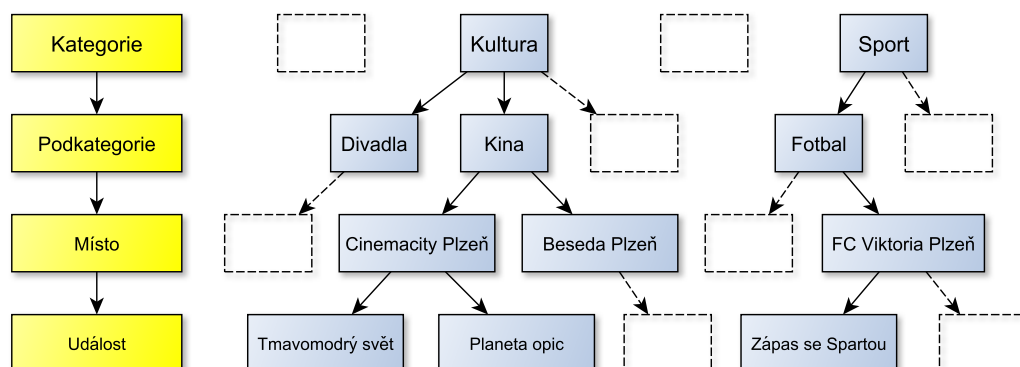 Kategorie
Kultura
Sport
Podkategorie
Divadla
Kina
Fotbal
Místo
Cinemacity Plzeň
Beseda Plzeň
FC Viktoria Plzeň
Událost
Tmavomodrý svět
Planeta opic
Zápas se Spartou